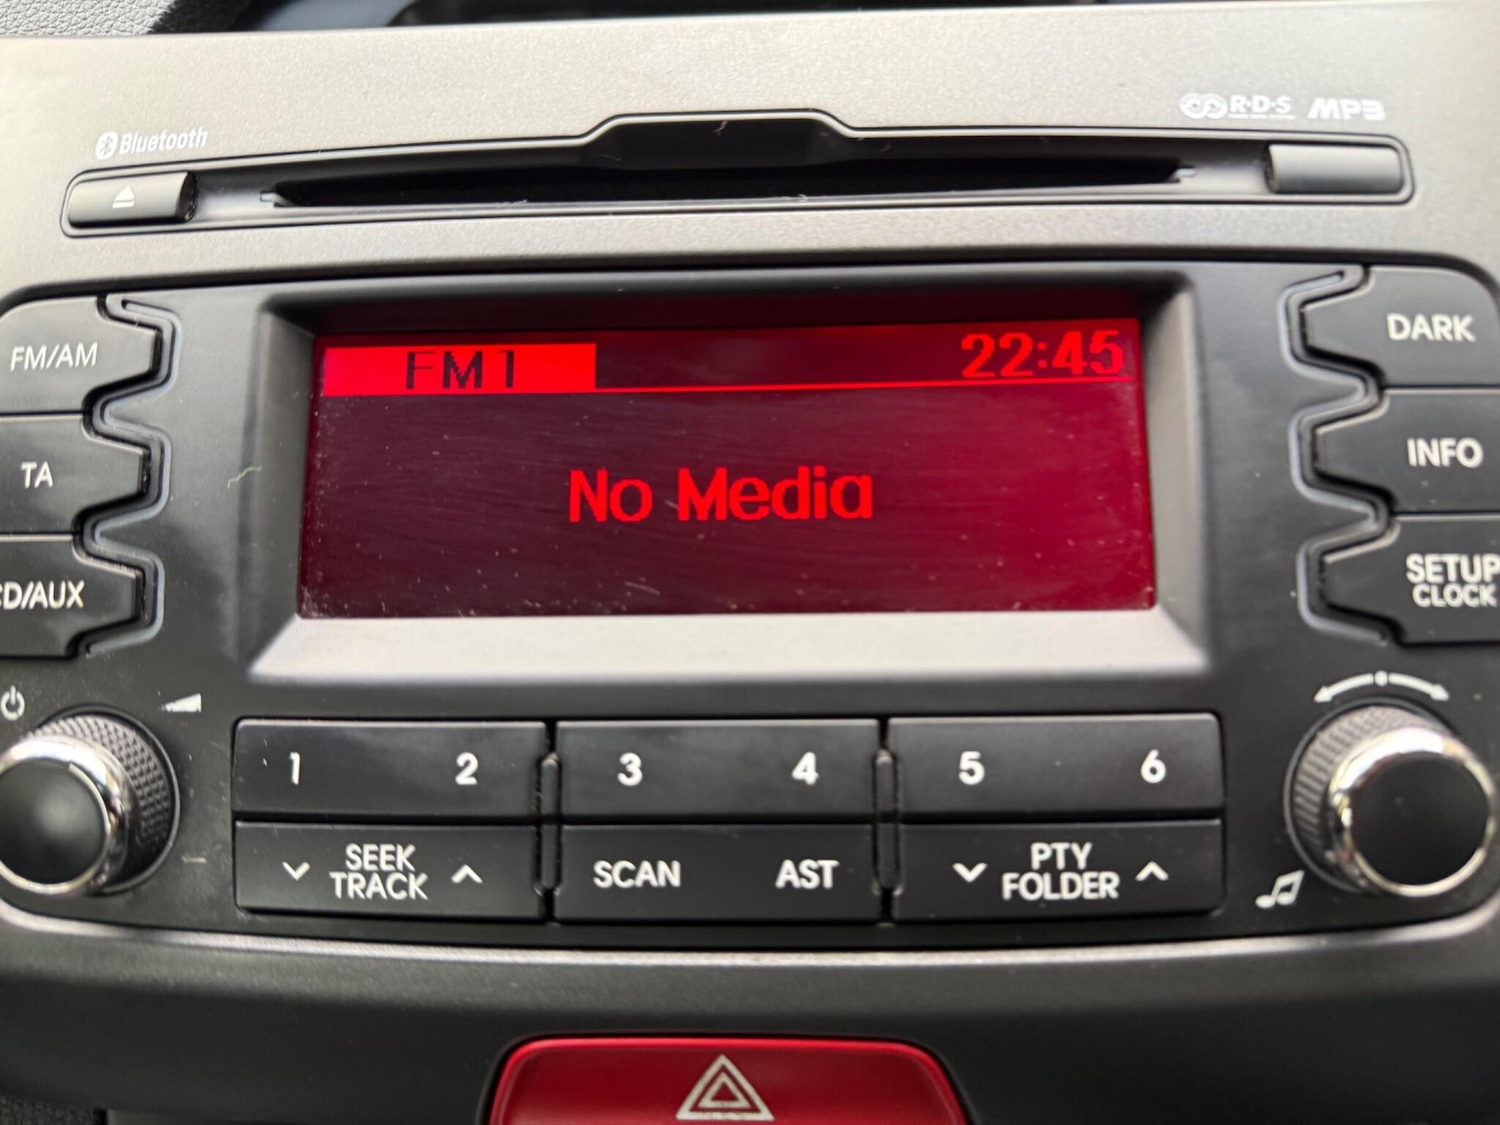 Bluetooth
R·D·S MP3
FM/AM
TA
CD/AUX
FM1 22:45
No Media
DARK
INFO
SETUP
CLOCK
1 2 3 4 5 6
SEEK
TRACK
SCAN AST
PTY
FOLDER